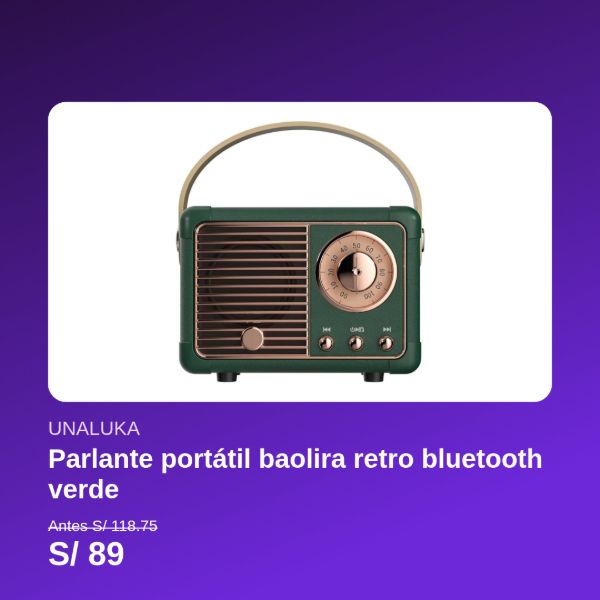 UNALUKA
Parlante portátil baolira retro bluetooth
verde
Antes S/ 118.75
S/ 89